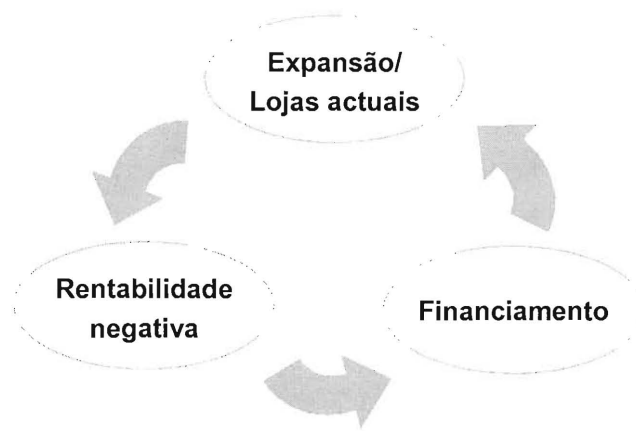 Expansão/
Lojas actuais
Rentabilidade
negativa
Financiamento